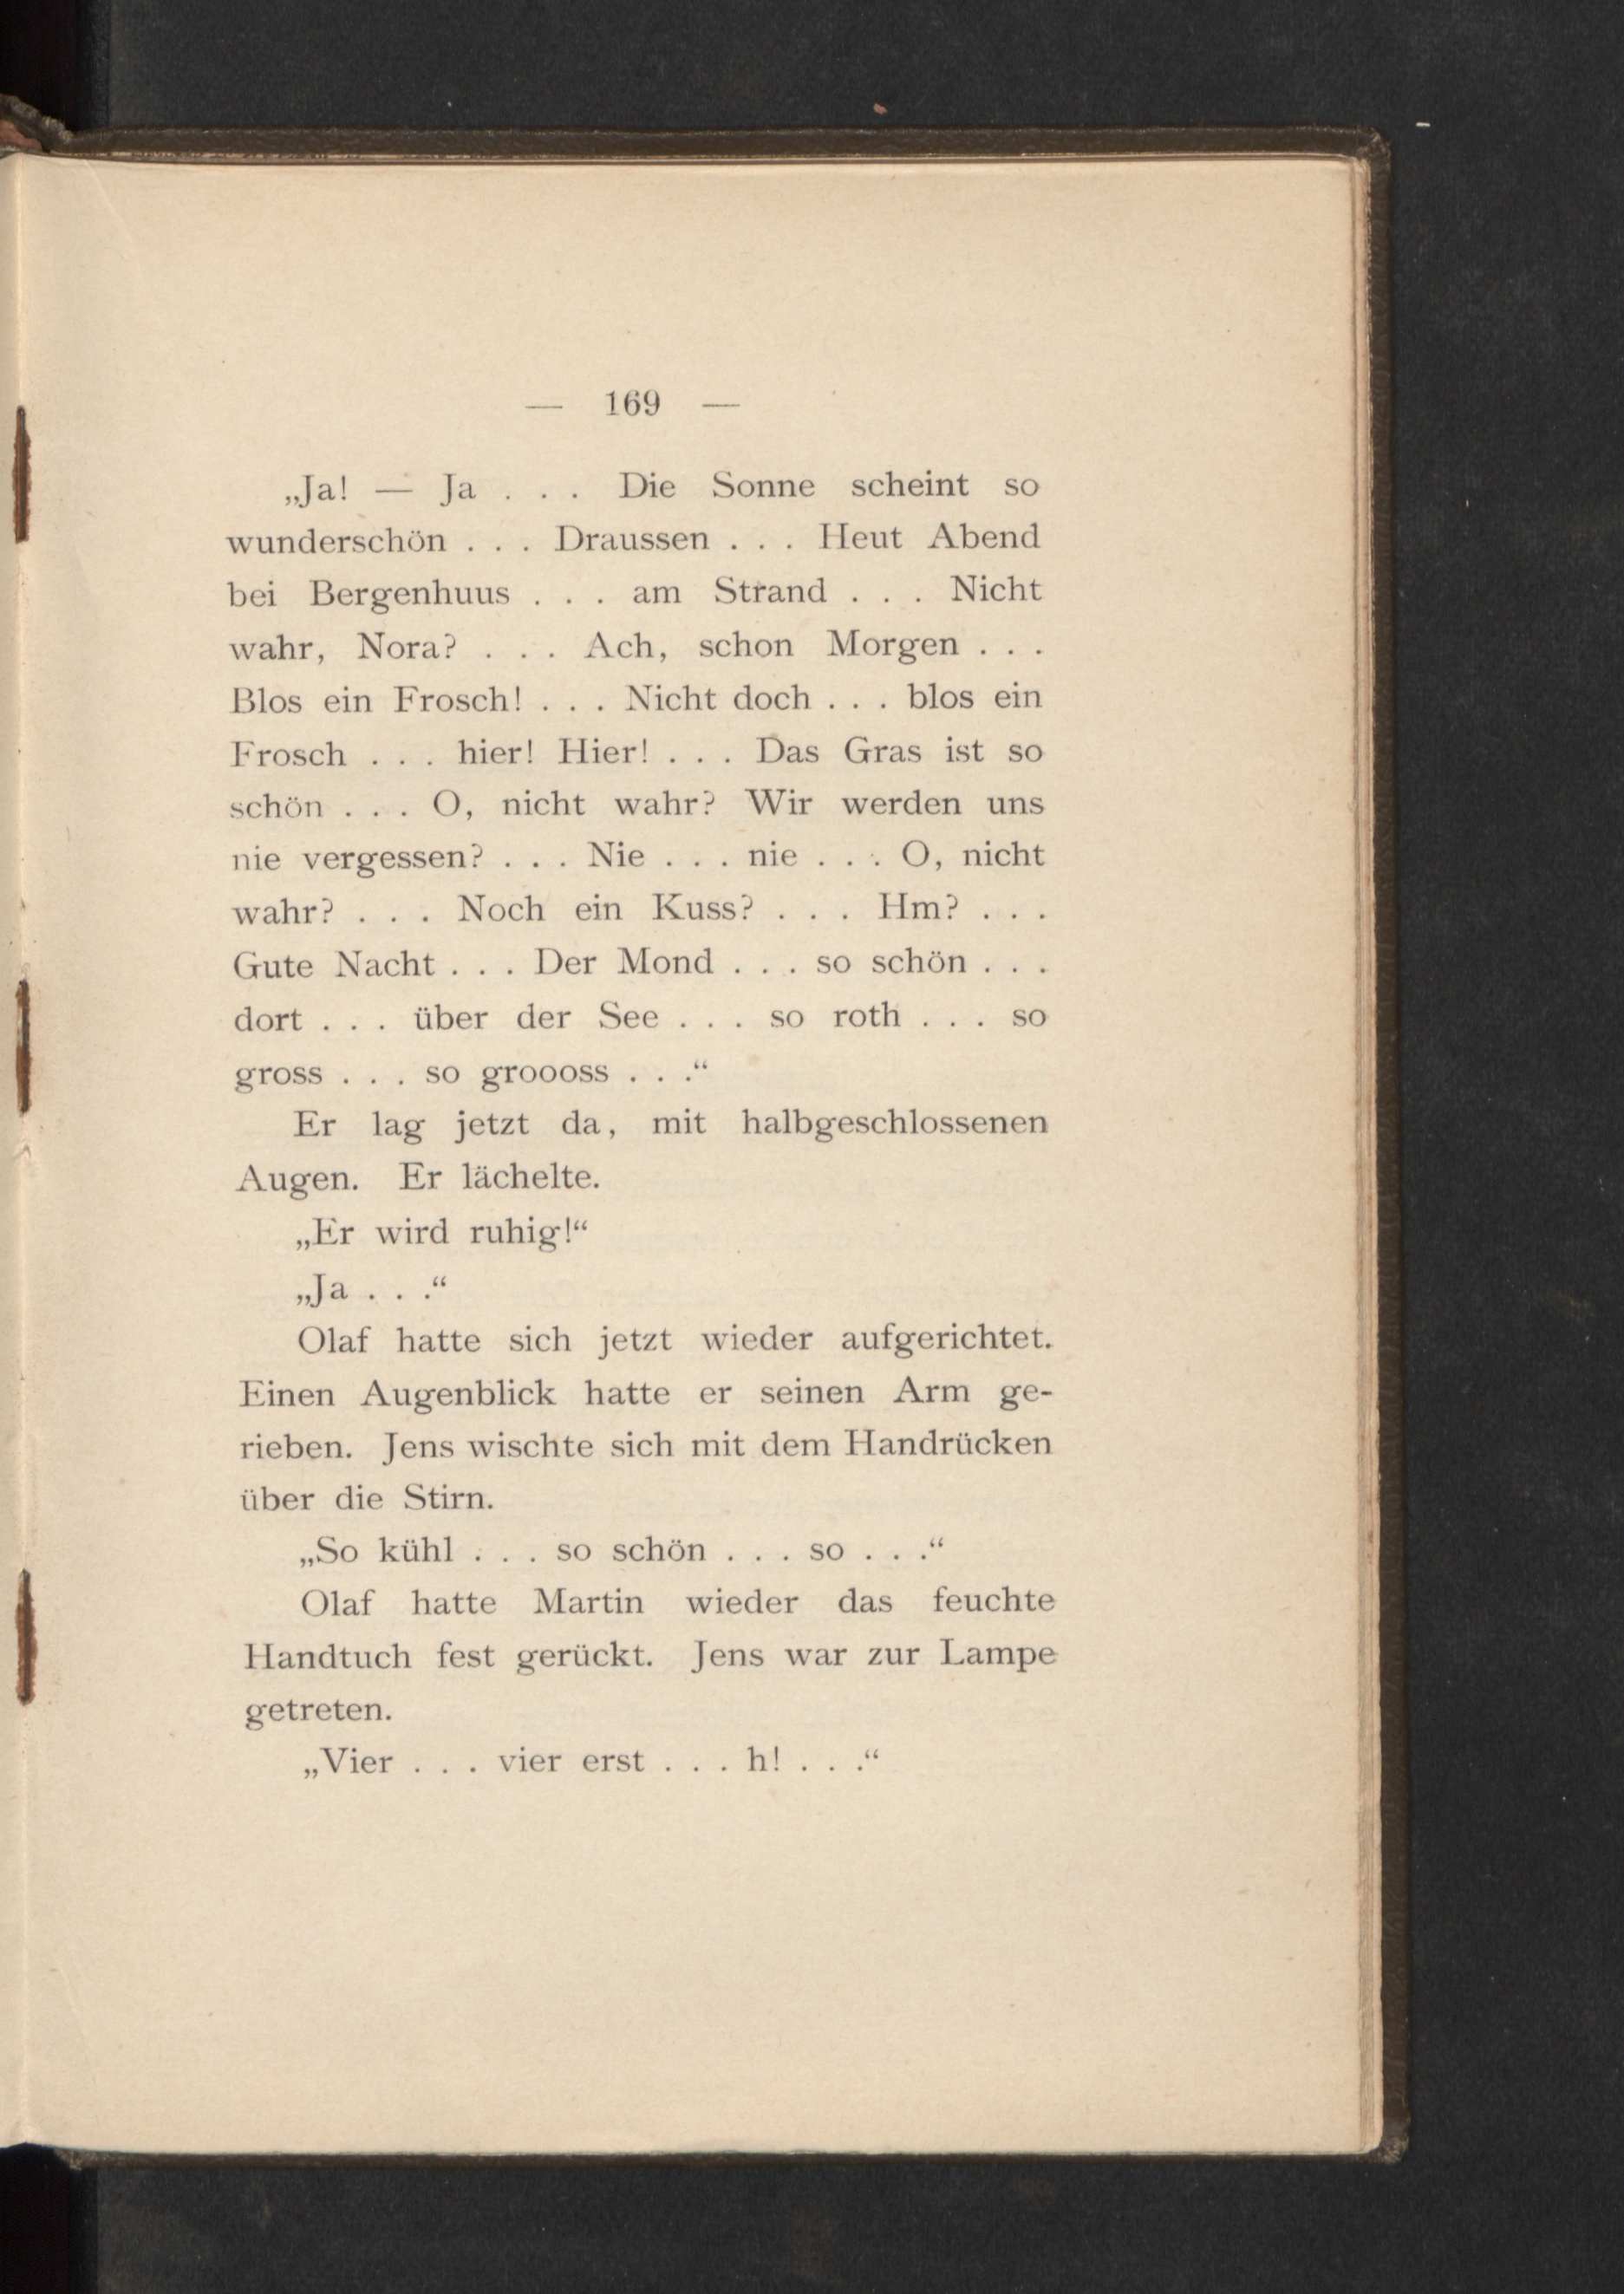 — 169 —
„Ja! — Ja . . . Die Sonne scheint so
wunderschön . . . Draussen . . . Heut Abend
bei Bergenhuus . . . am Strand . . . Nicht
wahr, Nora? . . . Ach, schon Morgen . . .
Blos ein Frosch! . . . Nicht doch . . . blos ein
Frosch . . . hier! Hier! . . . Das Gras ist so
schön . . . O, nicht wahr? Wir werden uns
nie vergessen? . . . Nie . . . nie . . . O, nicht
wahr? . . . Noch ein Kuss? . . . Hm? . . .
Gute Nacht . . . Der Mond . . . so schön . . .
dort . . . über der See . . . so roth . . . so
gross . . . so groooss . . .“
Er lag jetzt da, mit halbgeschlossenen
Augen. Er lächelte.
„Er wird ruhig!“
„Ja . . .“
Olaf hatte sich jetzt wieder aufgerichtet.
Einen Augenblick hatte er seinen Arm ge-
rieben. Jens wischte sich mit dem Handrücken
über die Stirn.
„So kühl . . . so schön . . . so . . .“
Olaf hatte Martin wieder das feuchte
Handtuch fest gerückt. Jens war zur Lampe
getreten.
„Vier . . . vier erst . . . h! . . .“